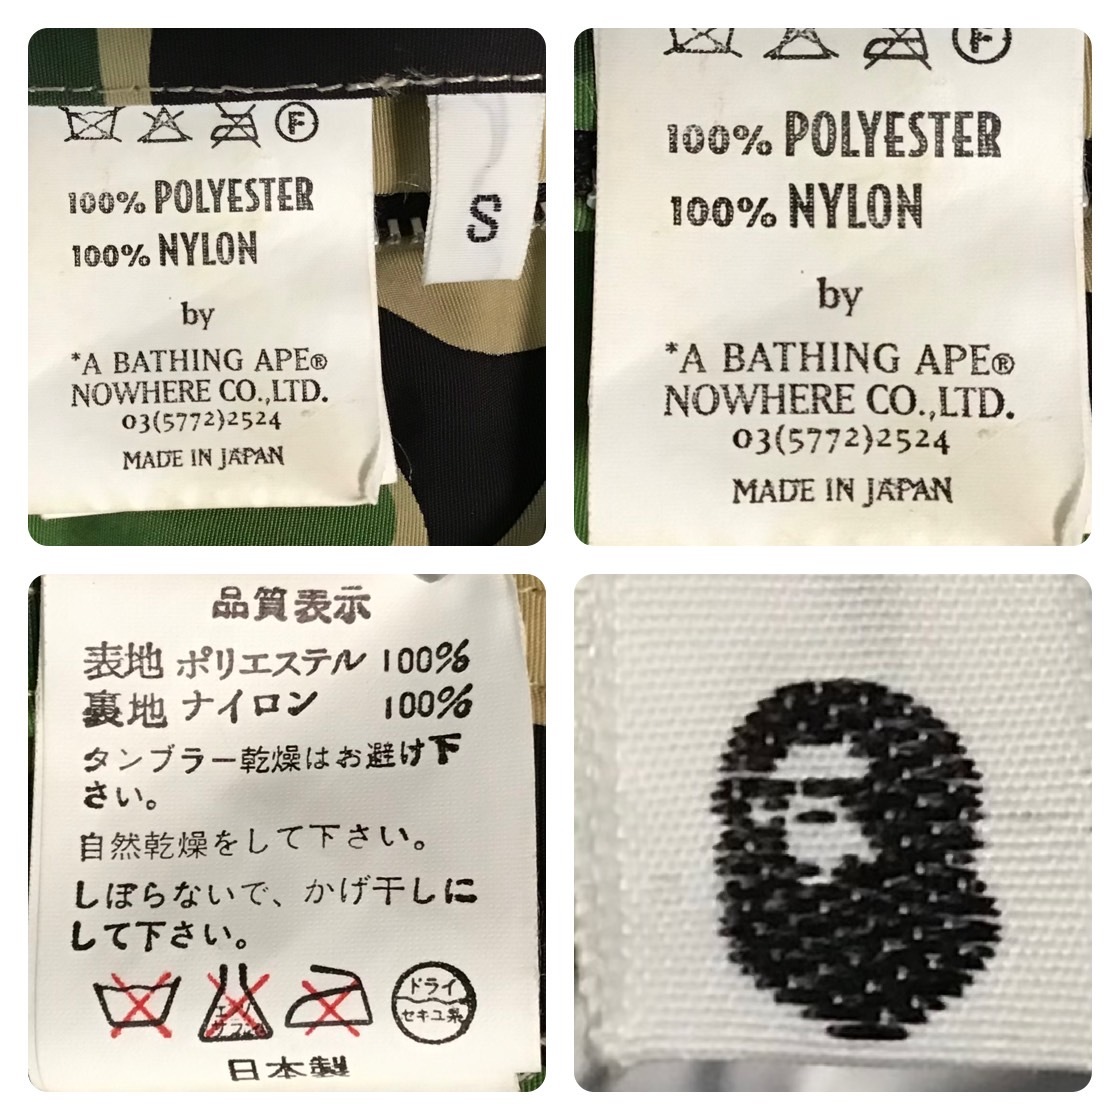 F
100% POLYESTER
100% NYLON
by
*A BATHING APE®
NOWHERE CO.,LTD.
03(5772)2524
MADE IN JAPAN
S
F
100% POLYESTER
100% NYLON
by
*A BATHING APE®
NOWHERE CO.,LTD.
03(5772)2524
MADE IN JAPAN
品質表示
表地 ポリエステル 100%
裏地 ナイロン 100%
タンブラー乾燥はお避け下
さい。
自然乾燥をして下さい。
しぼらないで、かげ干しに
して下さい。
ドライ
セキユ系
日本製